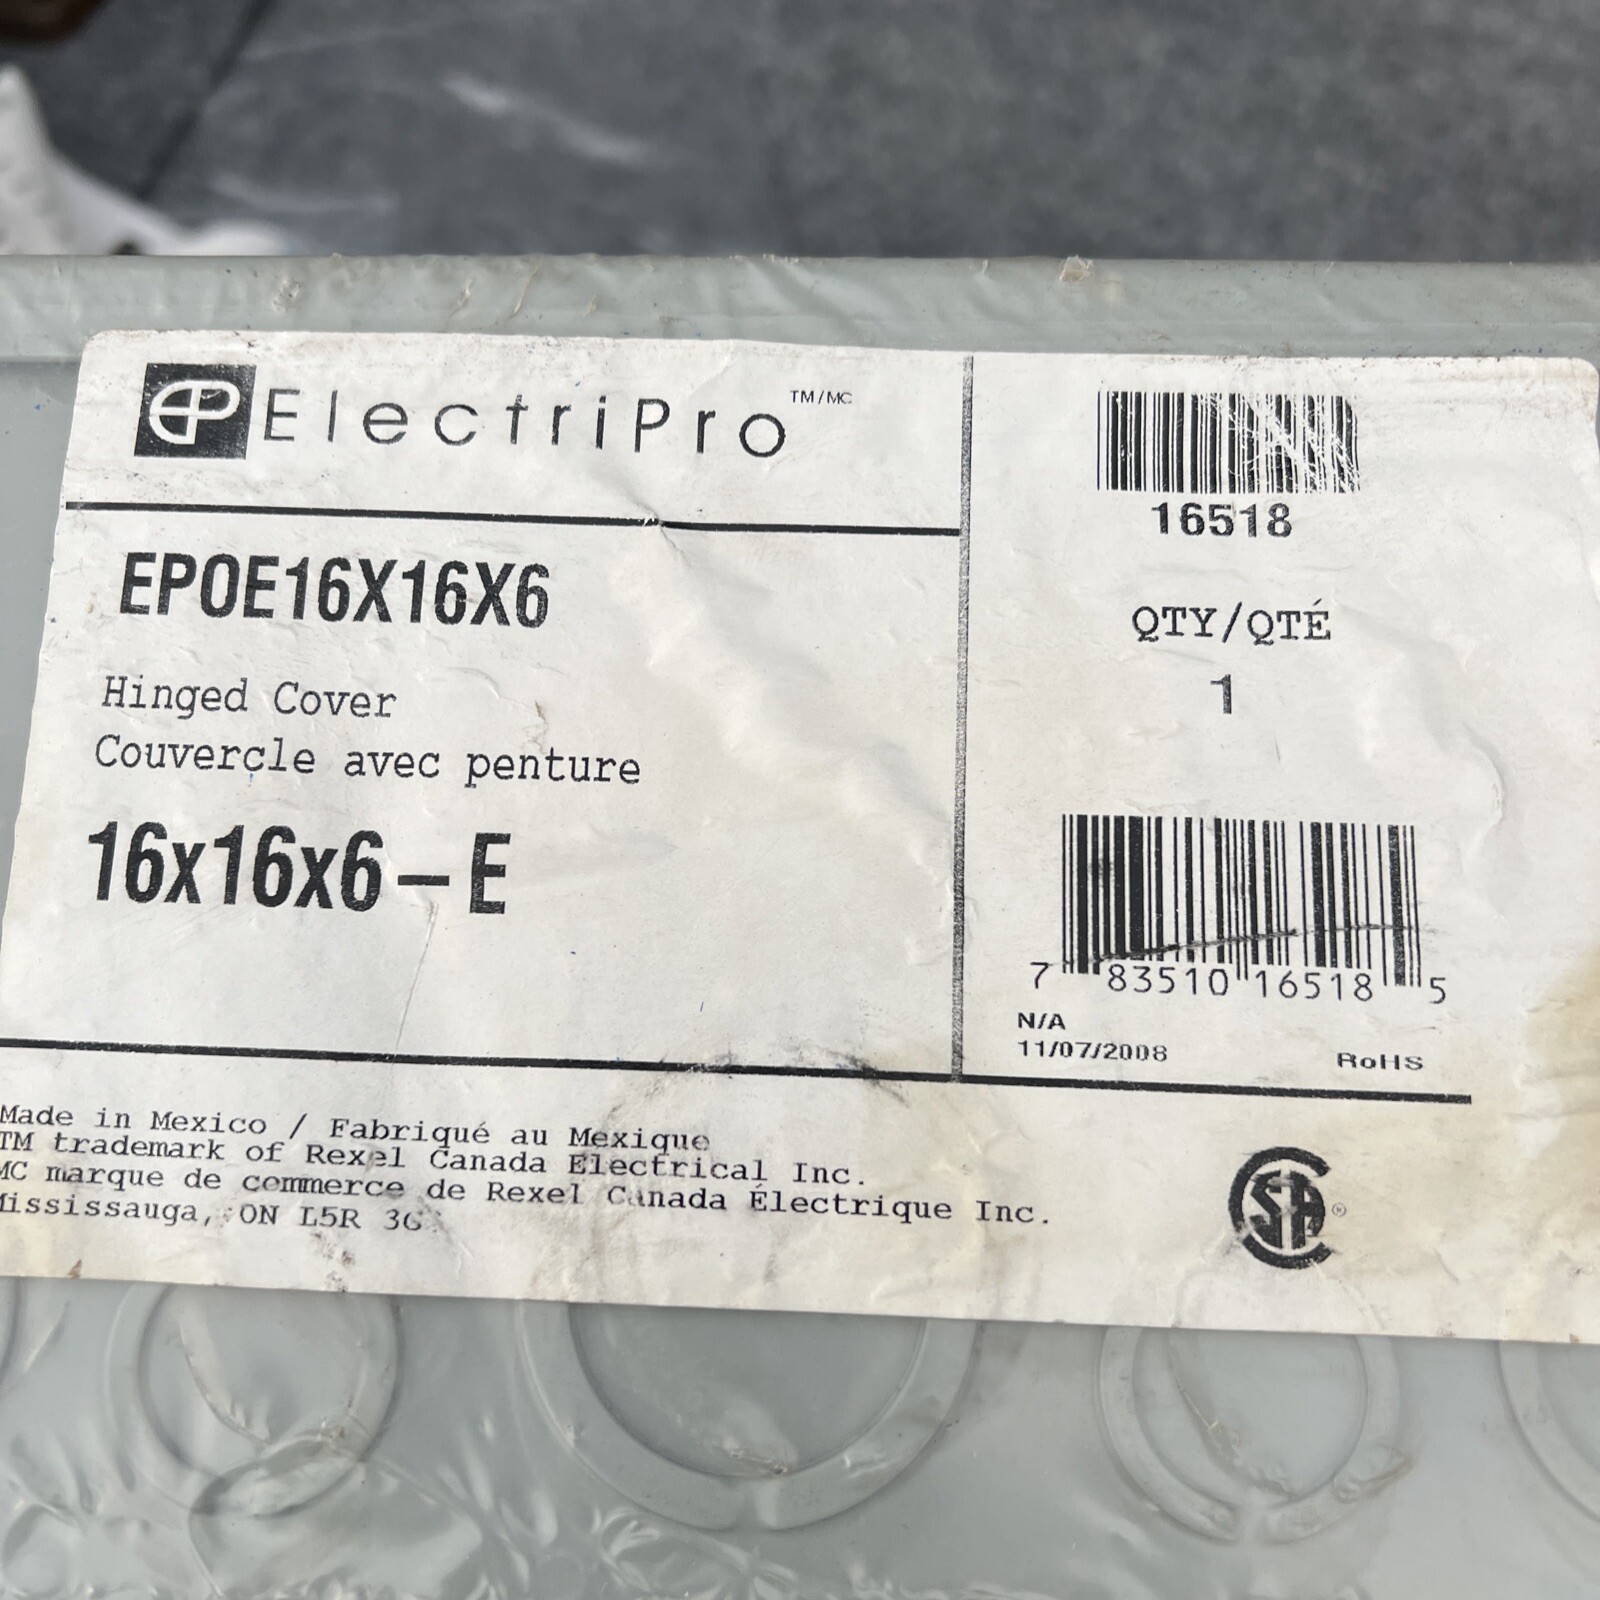 EP ElectriPro TM/MC
EPOE16X16X6
Hinged Cover
Couvercle avec penture
16x16x6 – E
16518
QTY/QTÉ
1
7 83510 16518 5
N/A
11/07/2008 RoHS
Made in Mexico / Fabriqué au Mexique
TM trademark of Rexel Canada Electrical Inc.
MC marque de commerce de Rexel Canada Électrique Inc.
Mississauga, ON L5R
CSA ®